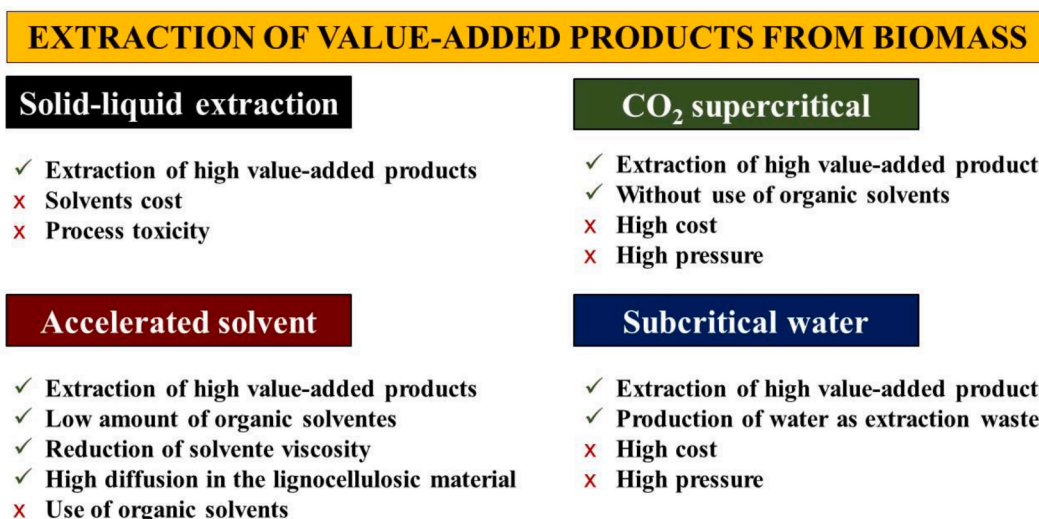 EXTRACTION OF VALUE-ADDED PRODUCTS FROM BIOMASS
Solid-liquid extraction
✓ Extraction of high value-added products
x Solvents cost
x Process toxicity
CO₂ supercritical
✓ Extraction of high value-added product
✓ Without use of organic solvents
x High cost
x High pressure
Accelerated solvent
✓ Extraction of high value-added products
✓ Low amount of organic solventes
✓ Reduction of solvente viscosity
✓ High diffusion in the lignocellulosic material
x Use of organic solvents
Subcritical water
✓ Extraction of high value-added product
✓ Production of water as extraction waste
x High cost
x High pressure